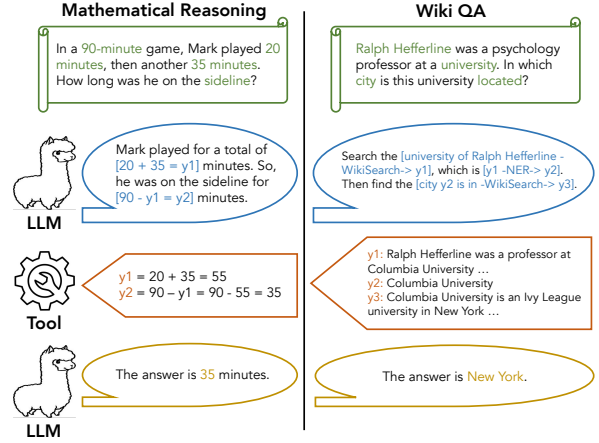 Mathematical Reasoning
In a 90-minute game, Mark played 20
minutes, then another 35 minutes.
How long was he on the sideline?
LLM
Mark played for a total of
[20 + 35 = y1] minutes. So,
he was on the sideline for
[90 - y1 = y2] minutes.
Tool
y1 = 20 + 35 = 55
y2 = 90 – y1 = 90 - 55 = 35
LLM
The answer is 35 minutes.
Wiki QA
Ralph Hefferline was a psychology
professor at a university. In which
city is this university located?
Search the [university of Ralph Hefferline -
WikiSearch-> y1], which is [y1 -NER-> y2].
Then find the [city y2 is in -WikiSearch-> y3].
y1: Ralph Hefferline was a professor at
Columbia University ...
y2: Columbia University
y3: Columbia University is an Ivy League
university in New York ...
The answer is New York.